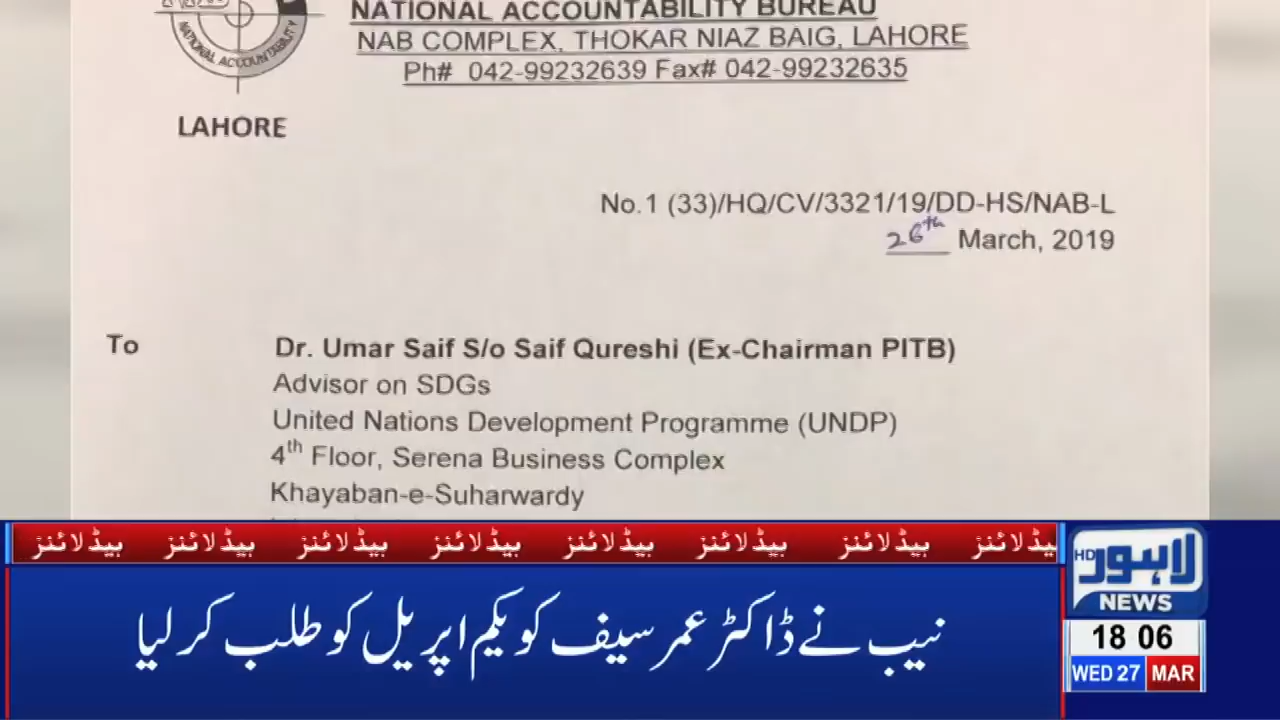 NATIONAL ACCOUNTABILITY BUREAU
NAB COMPLEX, THOKAR NIAZ BAIG, LAHORE
Ph# 042-99232639 Fax# 042-99232635
NATIONAL ACCOUNTABILITY
LAHORE
No.1 (33)/HQ/CV/3321/19/DD-HS/NAB-L
26th March, 2019
To
Dr. Umar Saif S/o Saif Qureshi (Ex-Chairman PITB)
Advisor on SDGs
United Nations Development Programme (UNDP)
4th Floor, Serena Business Complex
Khayaban-e-Suharwardy
ہیڈلائنز ہیڈلائنز ہیڈلائنز ہیڈلائنز ہیڈلائنز ہیڈلائنز ہیڈلائنز ہیڈلائنز
نیب نے ڈاکٹر عمر سیف کو یکم اپریل کو طلب کر لیا
لاہور HD
NEWS
18 06
WED 27 MAR